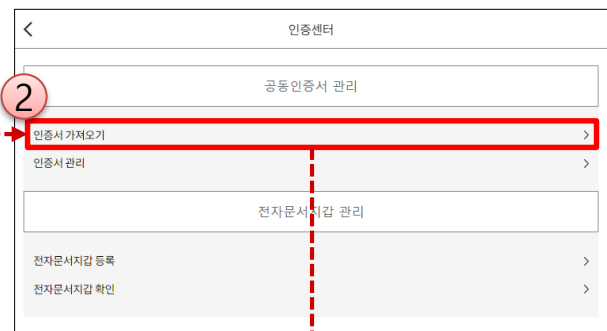 인증센터
공동인증서 관리
2
인증서 가져오기
인증서 관리
전자문서지갑 관리
전자문서지갑 등록
전자문서지갑 확인